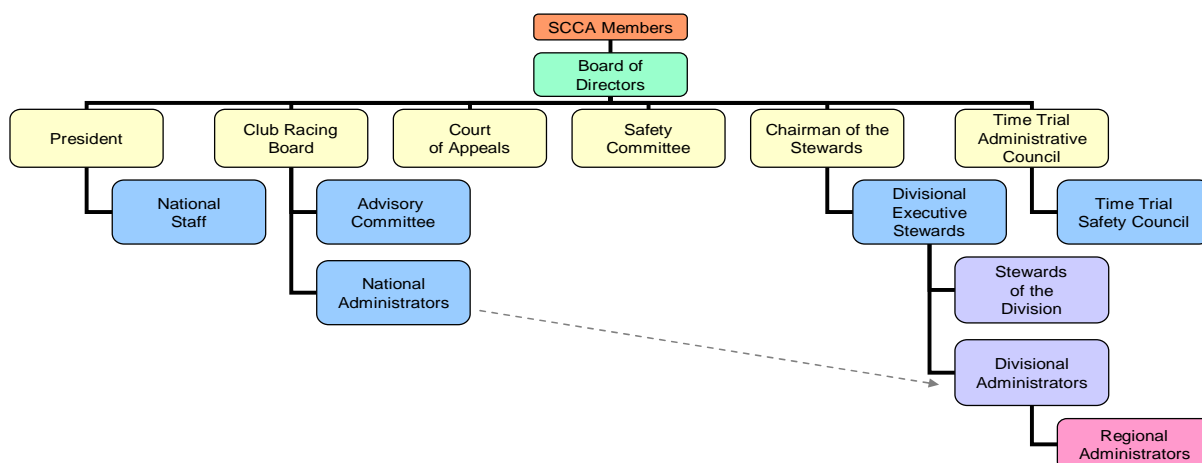 SCCA Members
Board of
Directors
President
Club Racing
Board
Court
of Appeals
Safety
Committee
Chairman of the
Stewards
Time Trial
Administrative
Council
National
Staff
Advisory
Committee
Divisional
Executive
Stewards
Time Trial
Safety Council
National
Administrators
Stewards
of the
Division
Divisional
Administrators
Regional
Administrators